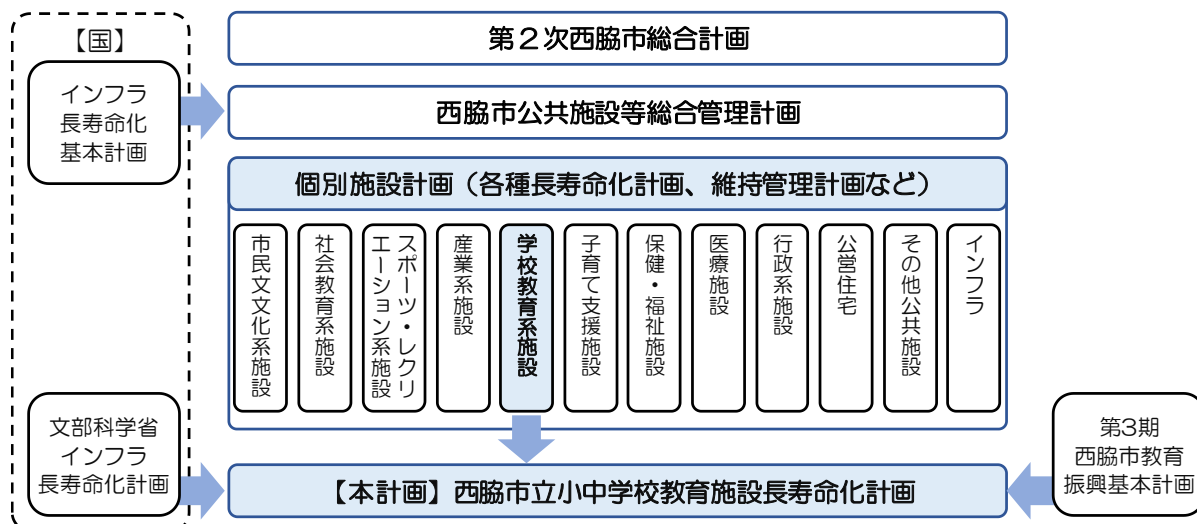 【国】
インフラ
長寿命化
基本計画
第２次西脇市総合計画
西脇市公共施設等総合管理計画
個別施設計画（各種長寿命化計画、維持管理計画など）
市民文文化系施設
社会教育系施設
スポーツ・レクリ
エーション系施設
産業系施設
学校教育系施設
子育て支援施設
保健・福祉施設
医療施設
行政系施設
公営住宅
その他公共施設
インフラ
文部科学省
インフラ
長寿命化計画
【本計画】西脇市立小中学校教育施設長寿命化計画
第3期
西脇市教育
振興基本計画